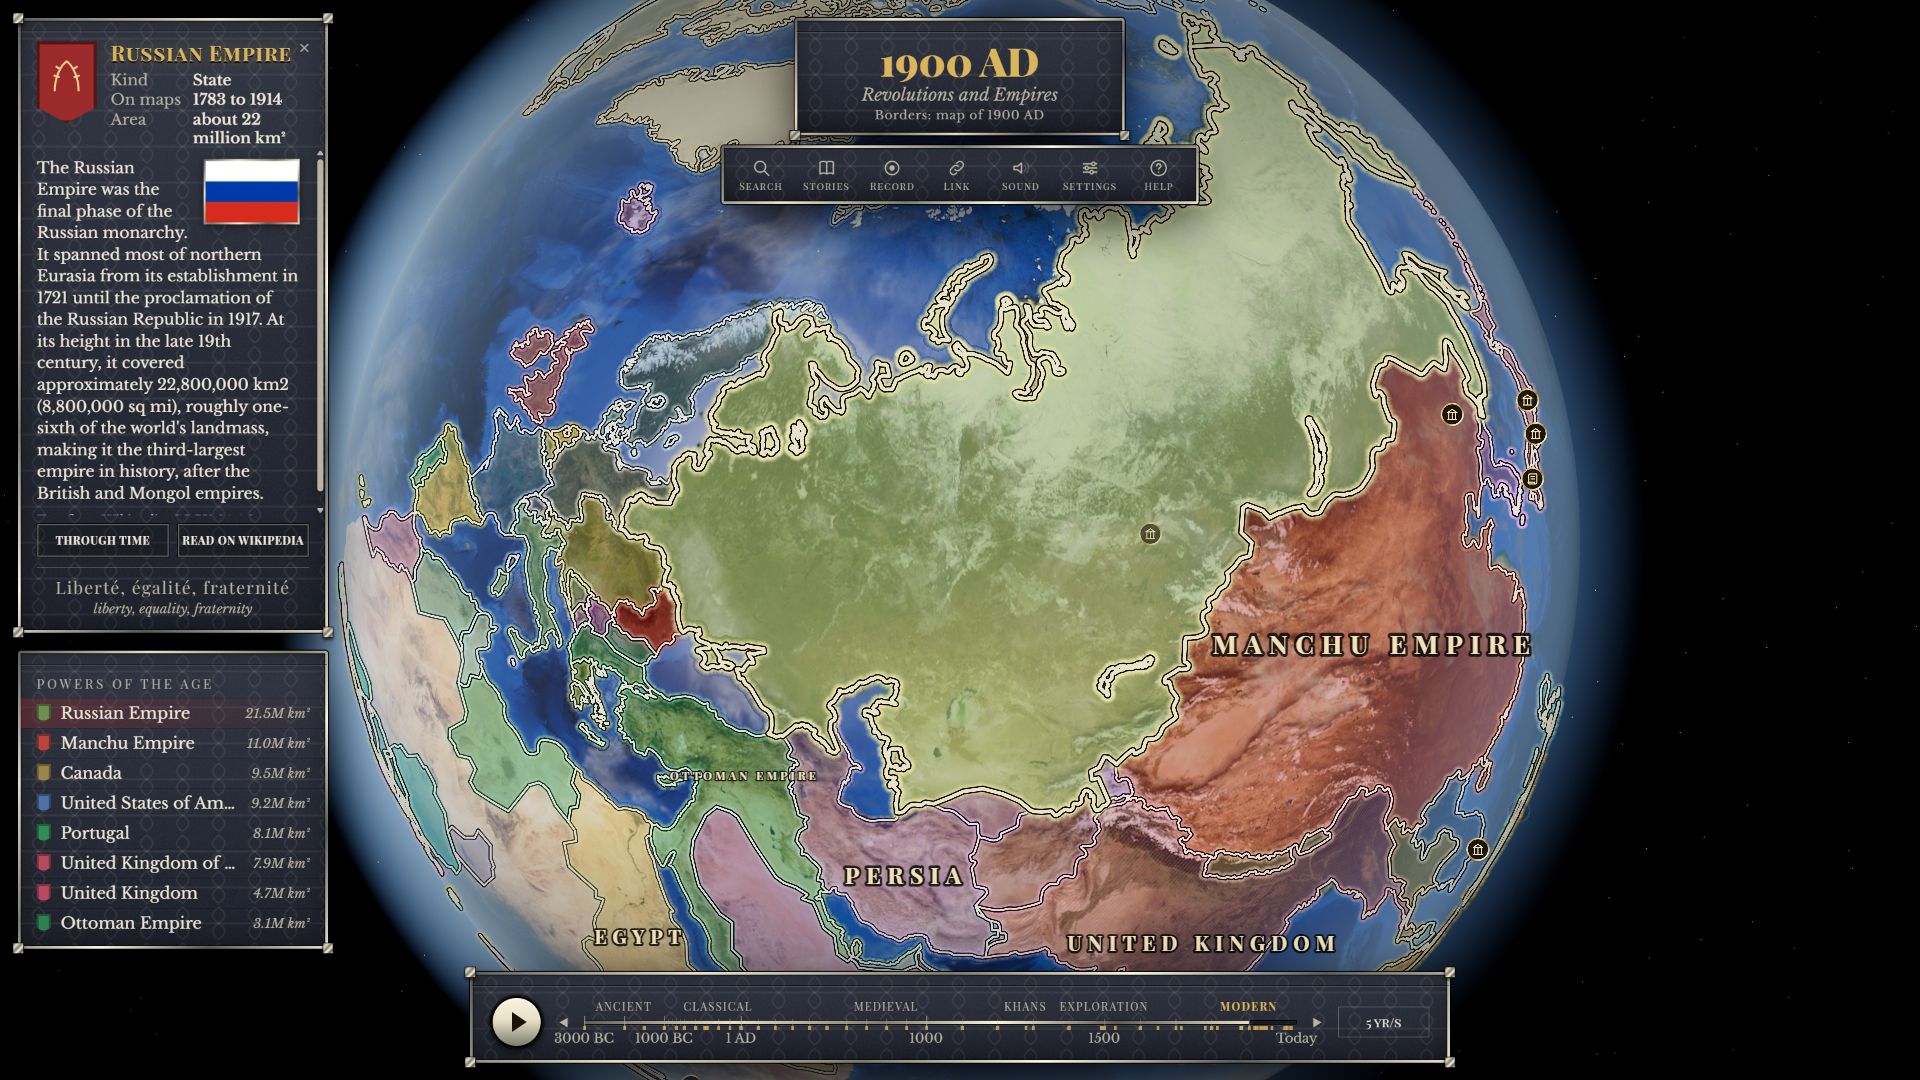 RUSSIAN EMPIRE
Kind State
On maps 1783 to 1914
Area about 22
million km²
The Russian
Empire was the
final phase of the
Russian monarchy.
It spanned most of northern
Eurasia from its establishment in
1721 until the proclamation of
the Russian Republic in 1917. At
its height in the late 19th
century, it covered
approximately 22,800,000 km2
(8,800,000 sq mi), roughly one-
sixth of the world's landmass,
making it the third-largest
empire in history, after the
British and Mongol empires.
THROUGH TIME
READ ON WIKIPEDIA
Liberté, égalité, fraternité
liberty, equality, fraternity
POWERS OF THE AGE
Russian Empire 21.5M km²
Manchu Empire 11.0M km²
Canada 9.5M km²
United States of Am... 9.2M km²
Portugal 8.1M km²
United Kingdom of ... 7.9M km²
United Kingdom 4.7M km²
Ottoman Empire 3.1M km²
1900 AD
Revolutions and Empires
Borders: map of 1900 AD
SEARCH STORIES RECORD LINK SOUND SETTINGS HELP
MANCHU EMPIRE
OTTOMAN EMPIRE
PERSIA
EGYPT
UNITED KINGDOM
ANCIENT CLASSICAL MEDIEVAL KHANS EXPLORATION MODERN
3000 BC 1000 BC 1 AD 1000 1500 Today
5 YR/S